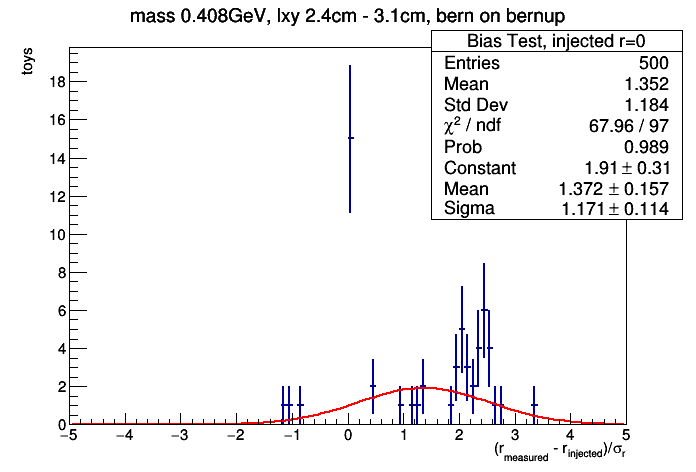 mass 0.408GeV, lxy 2.4cm - 3.1cm, bern on bernup
Bias Test, injected r=0
Entries 500
Mean 1.352
Std Dev 1.184
χ² / ndf 67.96 / 97
Prob 0.989
Constant 1.91 ± 0.31
Mean 1.372 ± 0.157
Sigma 1.171 ± 0.114
toys
18
16
14
12
10
8
6
4
2
0
−5 −4 −3 −2 −1 0 1 2 3 4 5
(r_measured - r_injected)/σ_r